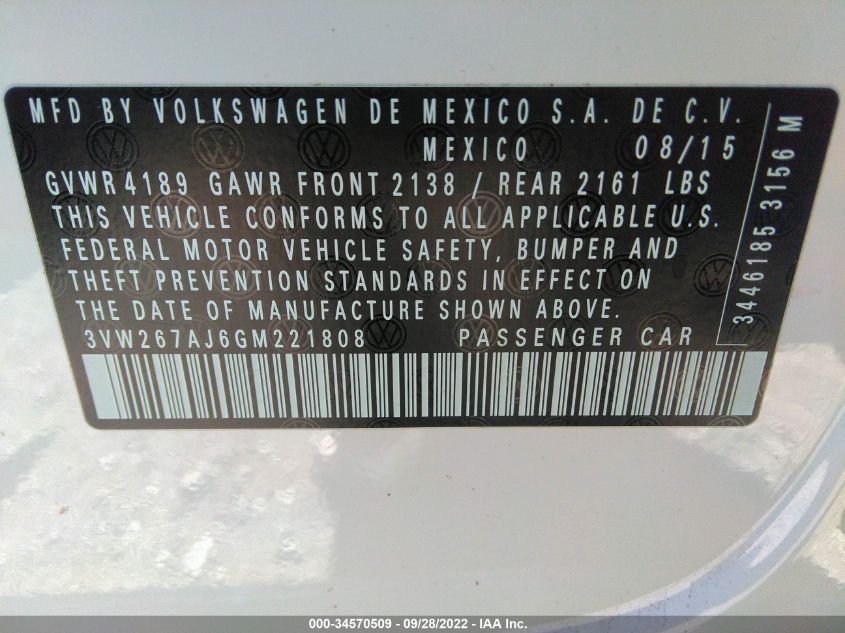 MFD BY VOLKSWAGEN DE MEXICO S.A. DE C.V.
MEXICO 08/15
GVWR 4189 GAWR FRONT 2138 / REAR 2161 LBS
THIS VEHICLE CONFORMS TO ALL APPLICABLE U.S.
FEDERAL MOTOR VEHICLE SAFETY, BUMPER AND
THEFT PREVENTION STANDARDS IN EFFECT ON
THE DATE OF MANUFACTURE SHOWN ABOVE.
3VW267AJ6GM221808 PASSENGER CAR
3446185 3156 M
000-34570509 - 09/28/2022 - IAA Inc.